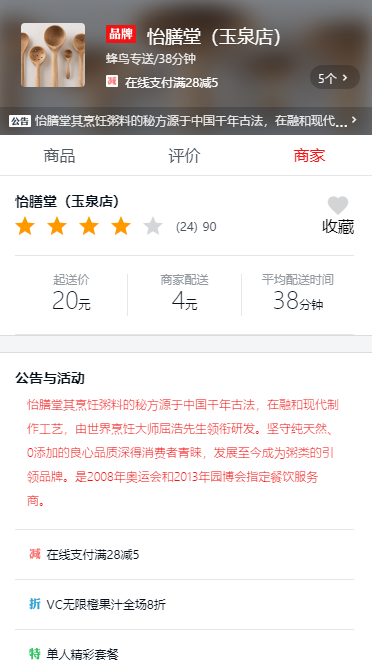 品牌 怡膳堂（玉泉店）
蜂鸟专送/38分钟
减 在线支付满28减5
5个
公告 怡膳堂其烹饪粥料的秘方源于中国千年古法，在融和现代...
商品 评价 商家
怡膳堂（玉泉店）
(24) 90
收藏
起送价 商家配送 平均配送时间
20元 4元 38分钟
公告与活动
怡膳堂其烹饪粥料的秘方源于中国千年古法，在融和现代制
作工艺，由世界烹饪大师屈浩先生领衔研发。坚守纯天然、
0添加的良心品质深得消费者青睐，发展至今成为粥类的引
领品牌。是2008年奥运会和2013年园博会指定餐饮服务
商。
减 在线支付满28减5
折 VC无限橙果汁全场8折
特 单人精彩套餐